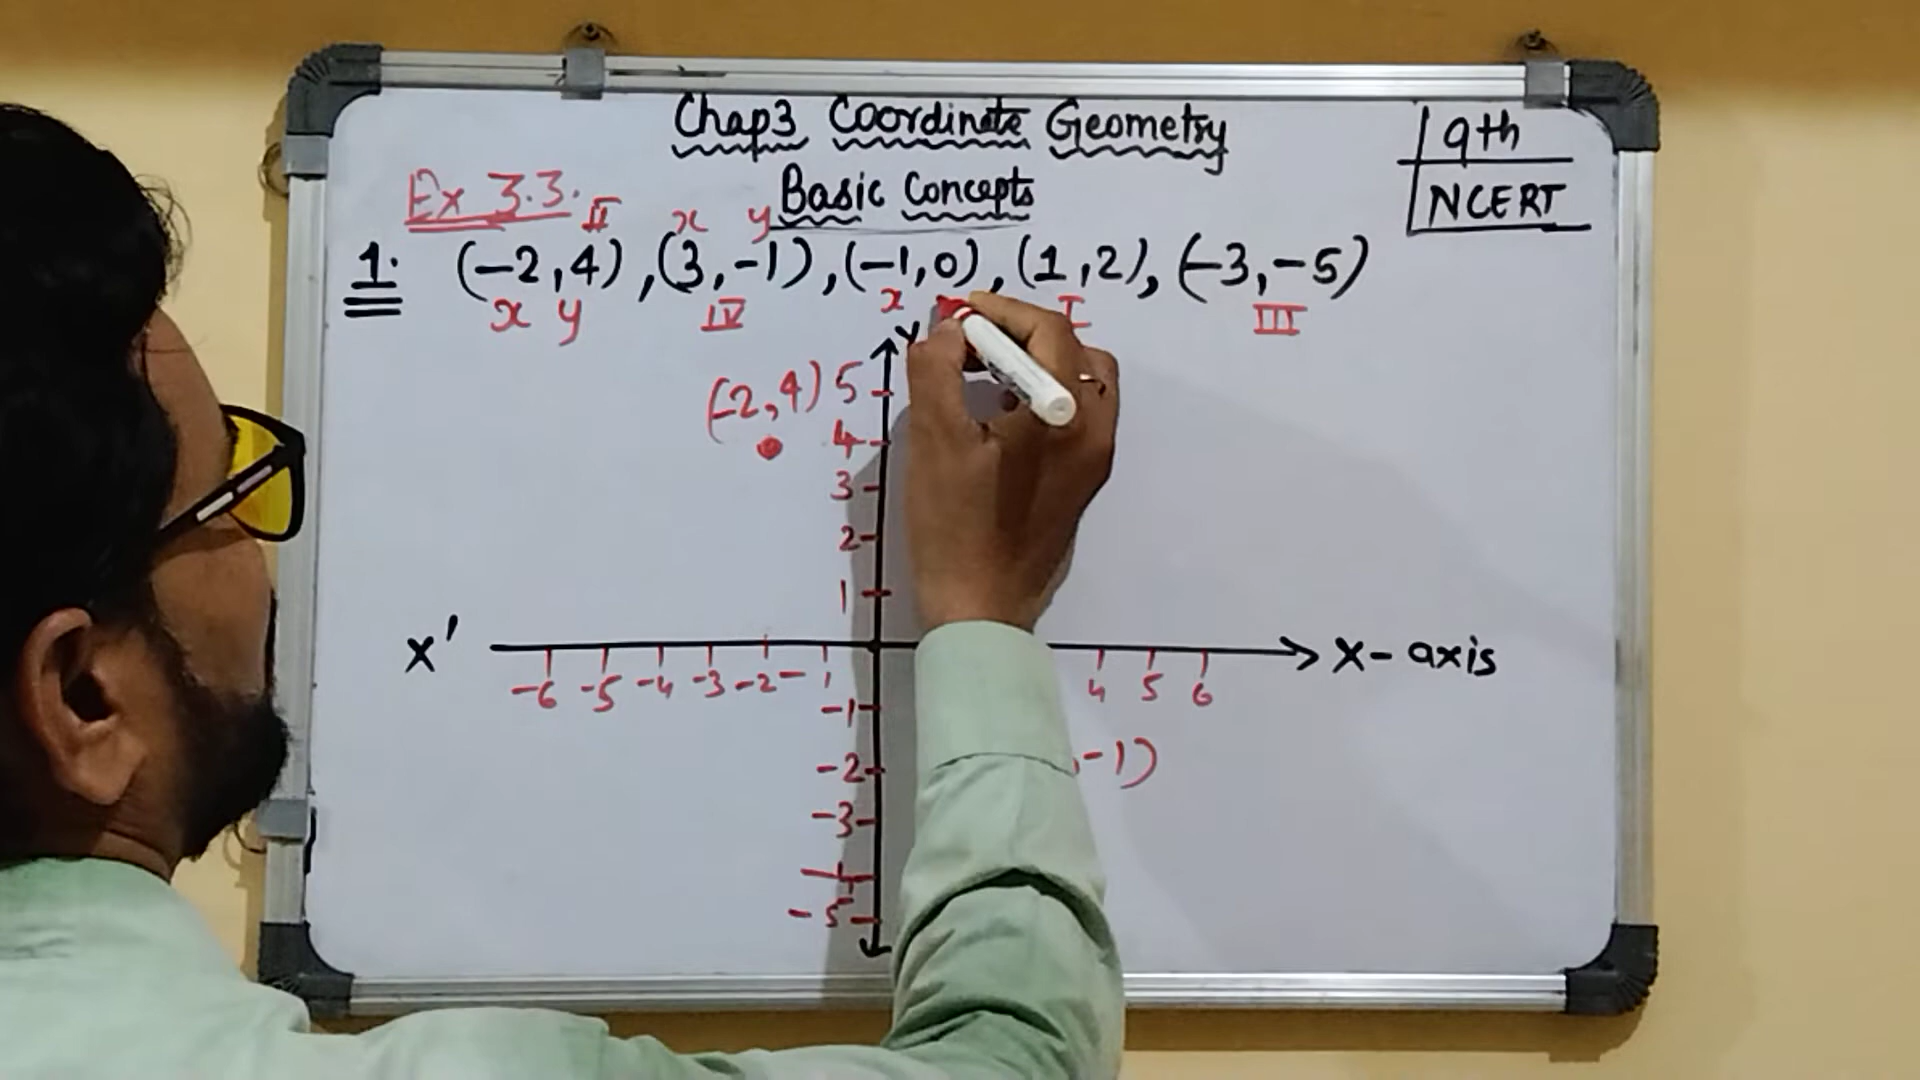 Chap3 Coordinate Geometry
9th
NCERT
Basic Concepts
Ex 3.3.
II x y
1. (-2,4), (3,-1), (-1,0), (1,2), (-3,-5)
x y IV x I III
Y
(-2,4) 5
4
3
2
1
X' X-axis
-6 -5 -4 -3 -2 -1 4 5 6
-1
,-1)
-2
-3
-5